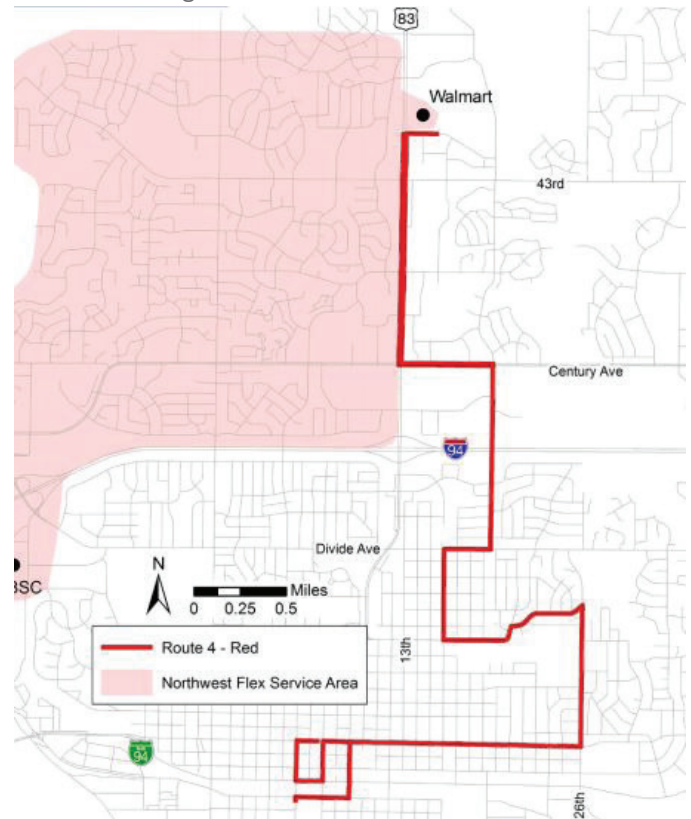 83
Walmart
43rd
Century Ave
94
Divide Ave
N
Miles
0 0.25 0.5
BSC
13th
Route 4 - Red
Northwest Flex Service Area
94
26th